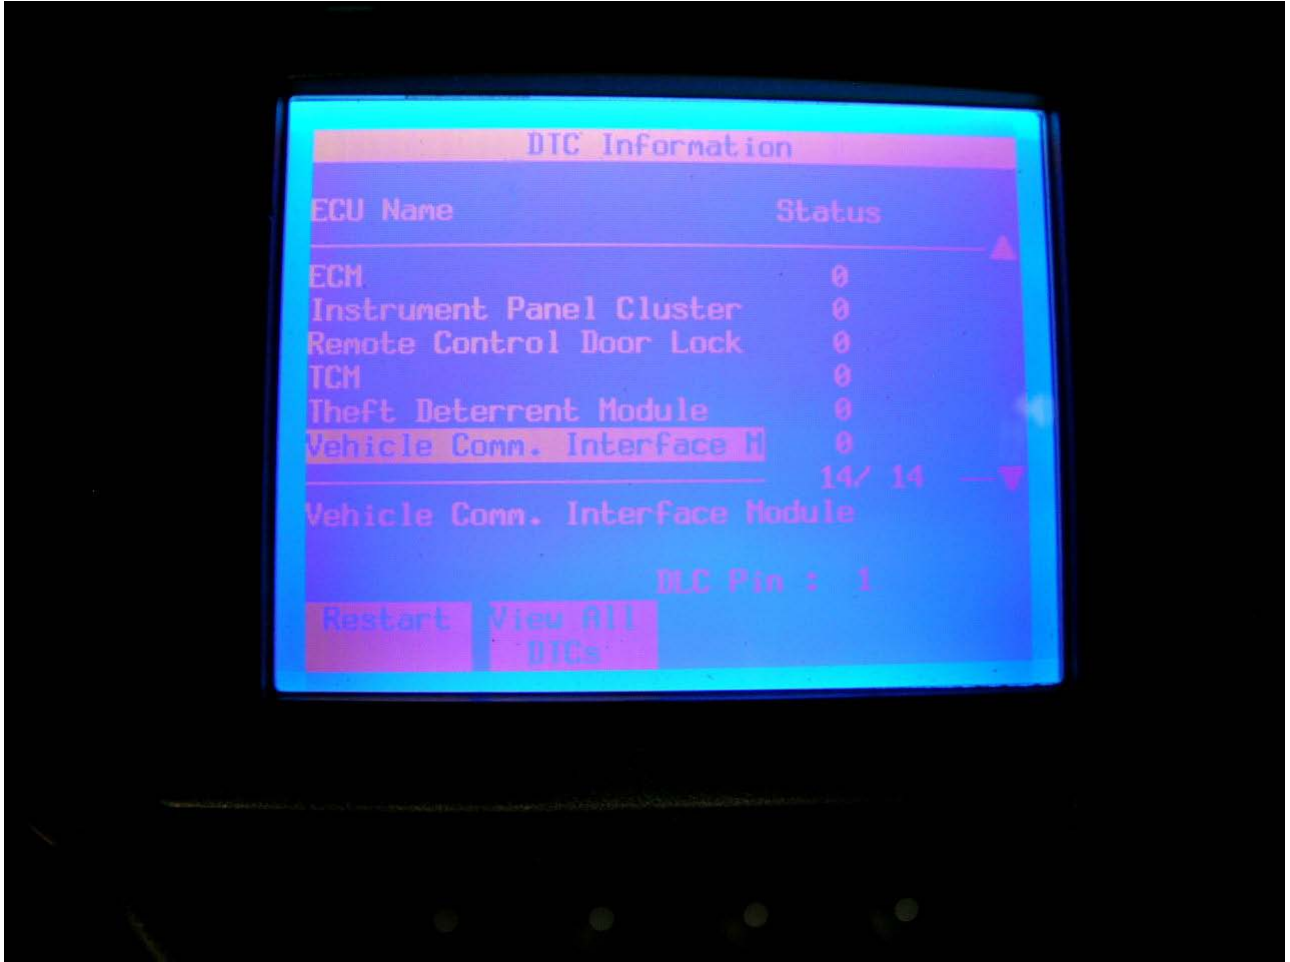 DTC Information
ECU Name Status
ECM 0
Instrument Panel Cluster 0
Remote Control Door Lock 0
TCM 0
Theft Deterrent Module 0
Vehicle Comm. Interface M 0
14/ 14
Vehicle Comm. Interface Module
DLC Pin : 1
Restart View All
DTCs